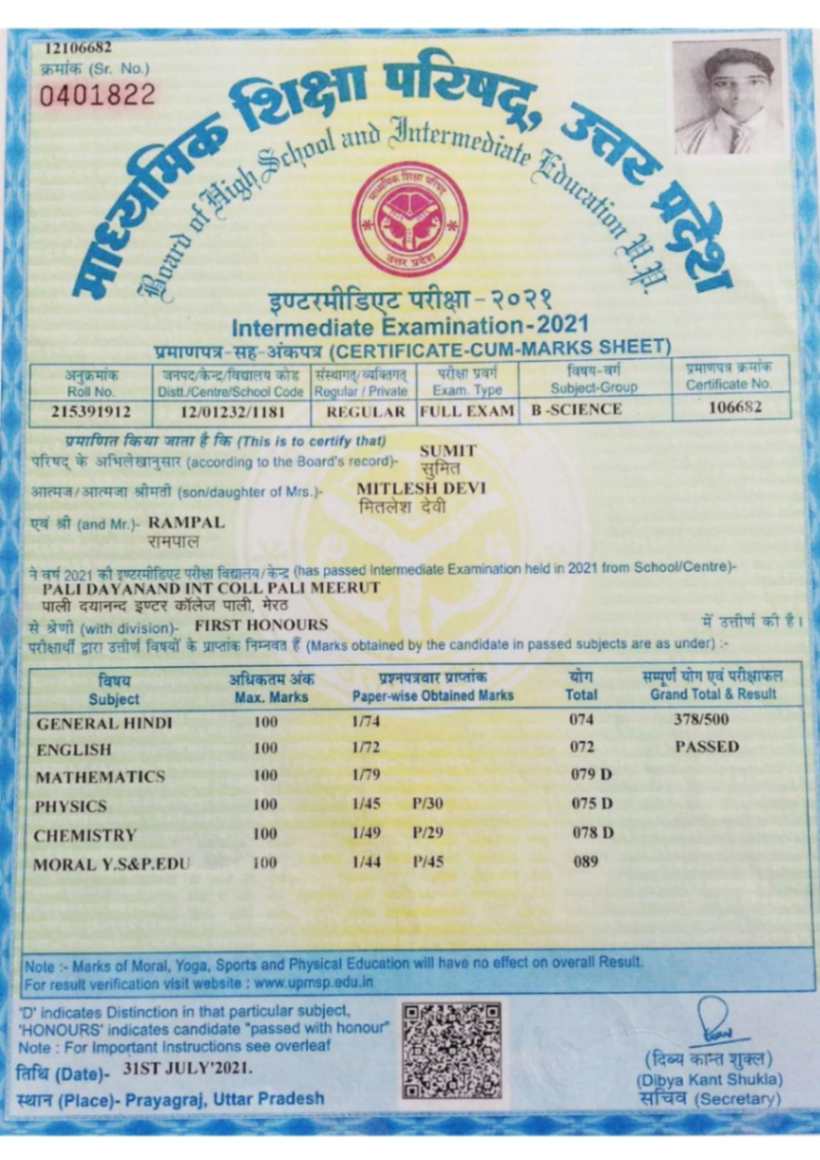 12106682
क्रमांक (Sr. No.)
0401822
माध्यमिक शिक्षा परिषद्, उत्तर प्रदेश
Board of High School and Intermediate Education U.P.
माध्यमिक शिक्षा परिषद
उत्तर प्रदेश
इण्टरमीडिएट परीक्षा - २०२१
Intermediate Examination-2021
प्रमाणपत्र-सह-अंकपत्र (CERTIFICATE-CUM-MARKS SHEET)
अनुक्रमांक जनपद/केन्द्र/विद्यालय कोड संस्थागत/व्यक्तिगत परीक्षा प्रवर्ग विषय-वर्ग प्रमाणपत्र क्रमांक
Roll No. Distt./Centre/School Code Regular / Private Exam. Type Subject-Group Certificate No.
215391912 12/01232/1181 REGULAR FULL EXAM B -SCIENCE 106682
प्रमाणित किया जाता है कि (This is to certify that)
परिषद् के अभिलेखानुसार (according to the Board's record)- SUMIT
सुमित
आत्मज/आत्मजा श्रीमती (son/daughter of Mrs.)- MITLESH DEVI
मितलेश देवी
एवं श्री (and Mr.)- RAMPAL
रामपाल
ने वर्ष 2021 की इण्टरमीडिएट परीक्षा विद्यालय/केन्द्र (has passed Intermediate Examination held in 2021 from School/Centre)-
PALI DAYANAND INT COLL PALI MEERUT
पाली दयानन्द इण्टर कॉलेज पाली, मेरठ
से श्रेणी (with division)- FIRST HONOURS में उत्तीर्ण की है।
परीक्षार्थी द्वारा उत्तीर्ण विषयों के प्राप्तांक निम्नवत हैं (Marks obtained by the candidate in passed subjects are as under) :-
विषय अधिकतम अंक प्रश्नपत्रवार प्राप्तांक योग सम्पूर्ण योग एवं परीक्षाफल
Subject Max. Marks Paper-wise Obtained Marks Total Grand Total & Result
GENERAL HINDI 100 1/74 074 378/500
ENGLISH 100 1/72 072 PASSED
MATHEMATICS 100 1/79 079 D
PHYSICS 100 1/45 P/30 075 D
CHEMISTRY 100 1/49 P/29 078 D
MORAL Y.S&P.EDU 100 1/44 P/45 089
Note :- Marks of Moral, Yoga, Sports and Physical Education will have no effect on overall Result.
For result verification visit website : www.upmsp.edu.in
'D' indicates Distinction in that particular subject,
'HONOURS' indicates candidate "passed with honour"
Note : For Important Instructions see overleaf
तिथि (Date)- 31ST JULY'2021.
स्थान (Place)- Prayagraj, Uttar Pradesh
(दिब्य कान्त शुक्ल)
(Dibya Kant Shukla)
सचिव (Secretary)